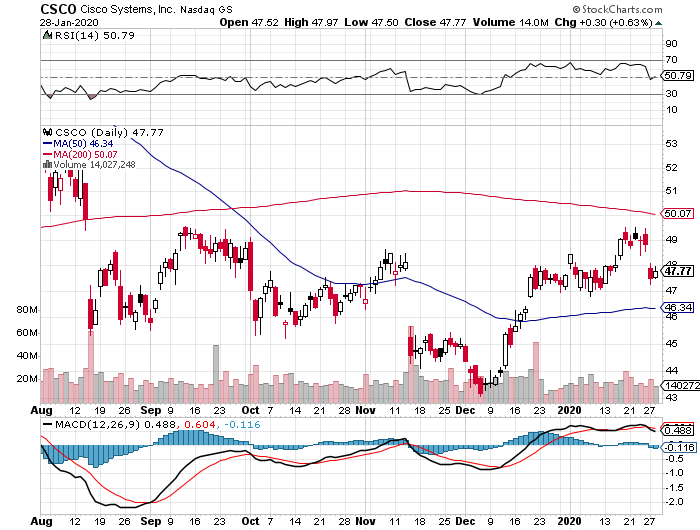 CSCO Cisco Systems, Inc. Nasdaq GS ©StockCharts.com
28-Jan-2020 Open 47.52 High 47.97 Low 47.50 Close 47.77 Volume 14.0M Chg +0.30 (+0.63%)
RSI(14) 50.79
90
70
50.79
30
10
CSCO (Daily) 47.77
MA(50) 46.34
MA(200) 50.07
Volume 14,027,248
53
52
51
50.07
49
48
47.77
47
46.34
46
45
44
43
80M
60M
40M
20M
140272
Aug 12 19 26 Sep 9 16 23 Oct 7 14 21 28 Nov 11 18 25 Dec 9 16 23 2020 13 21 27
MACD(12,26,9) 0.488, 0.604, -0.116
0.488
-0.116
-0.5
-1.0
-1.5
-2.0
Aug 12 19 26 Sep 9 16 23 Oct 7 14 21 28 Nov 11 18 25 Dec 9 16 23 2020 13 21 27